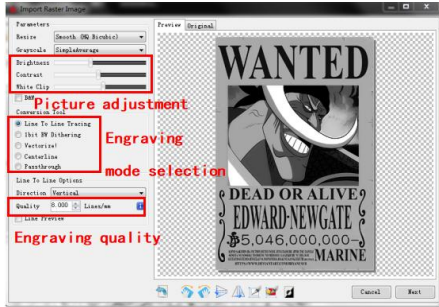 Import Raster Image
Parameters
Resize Smooth (HQ Bicubic)
Grayscale SimpleAverage
Brightness
Contrast
White Clip
B&W
Picture adjustment
Conversion Tool
Line To Line Tracing
1bit BW Dithering
Vectorize!
Centerline
Passthrough
Engraving
mode selection
Line To Line Options
Direction Vertical
Quality 8.000 Lines/mm
Line Preview
Engraving quality
Preview Original
WANTED
DEAD OR ALIVE
EDWARD·NEWGATE
5,046,000,000-
MARINE
Cancel Next